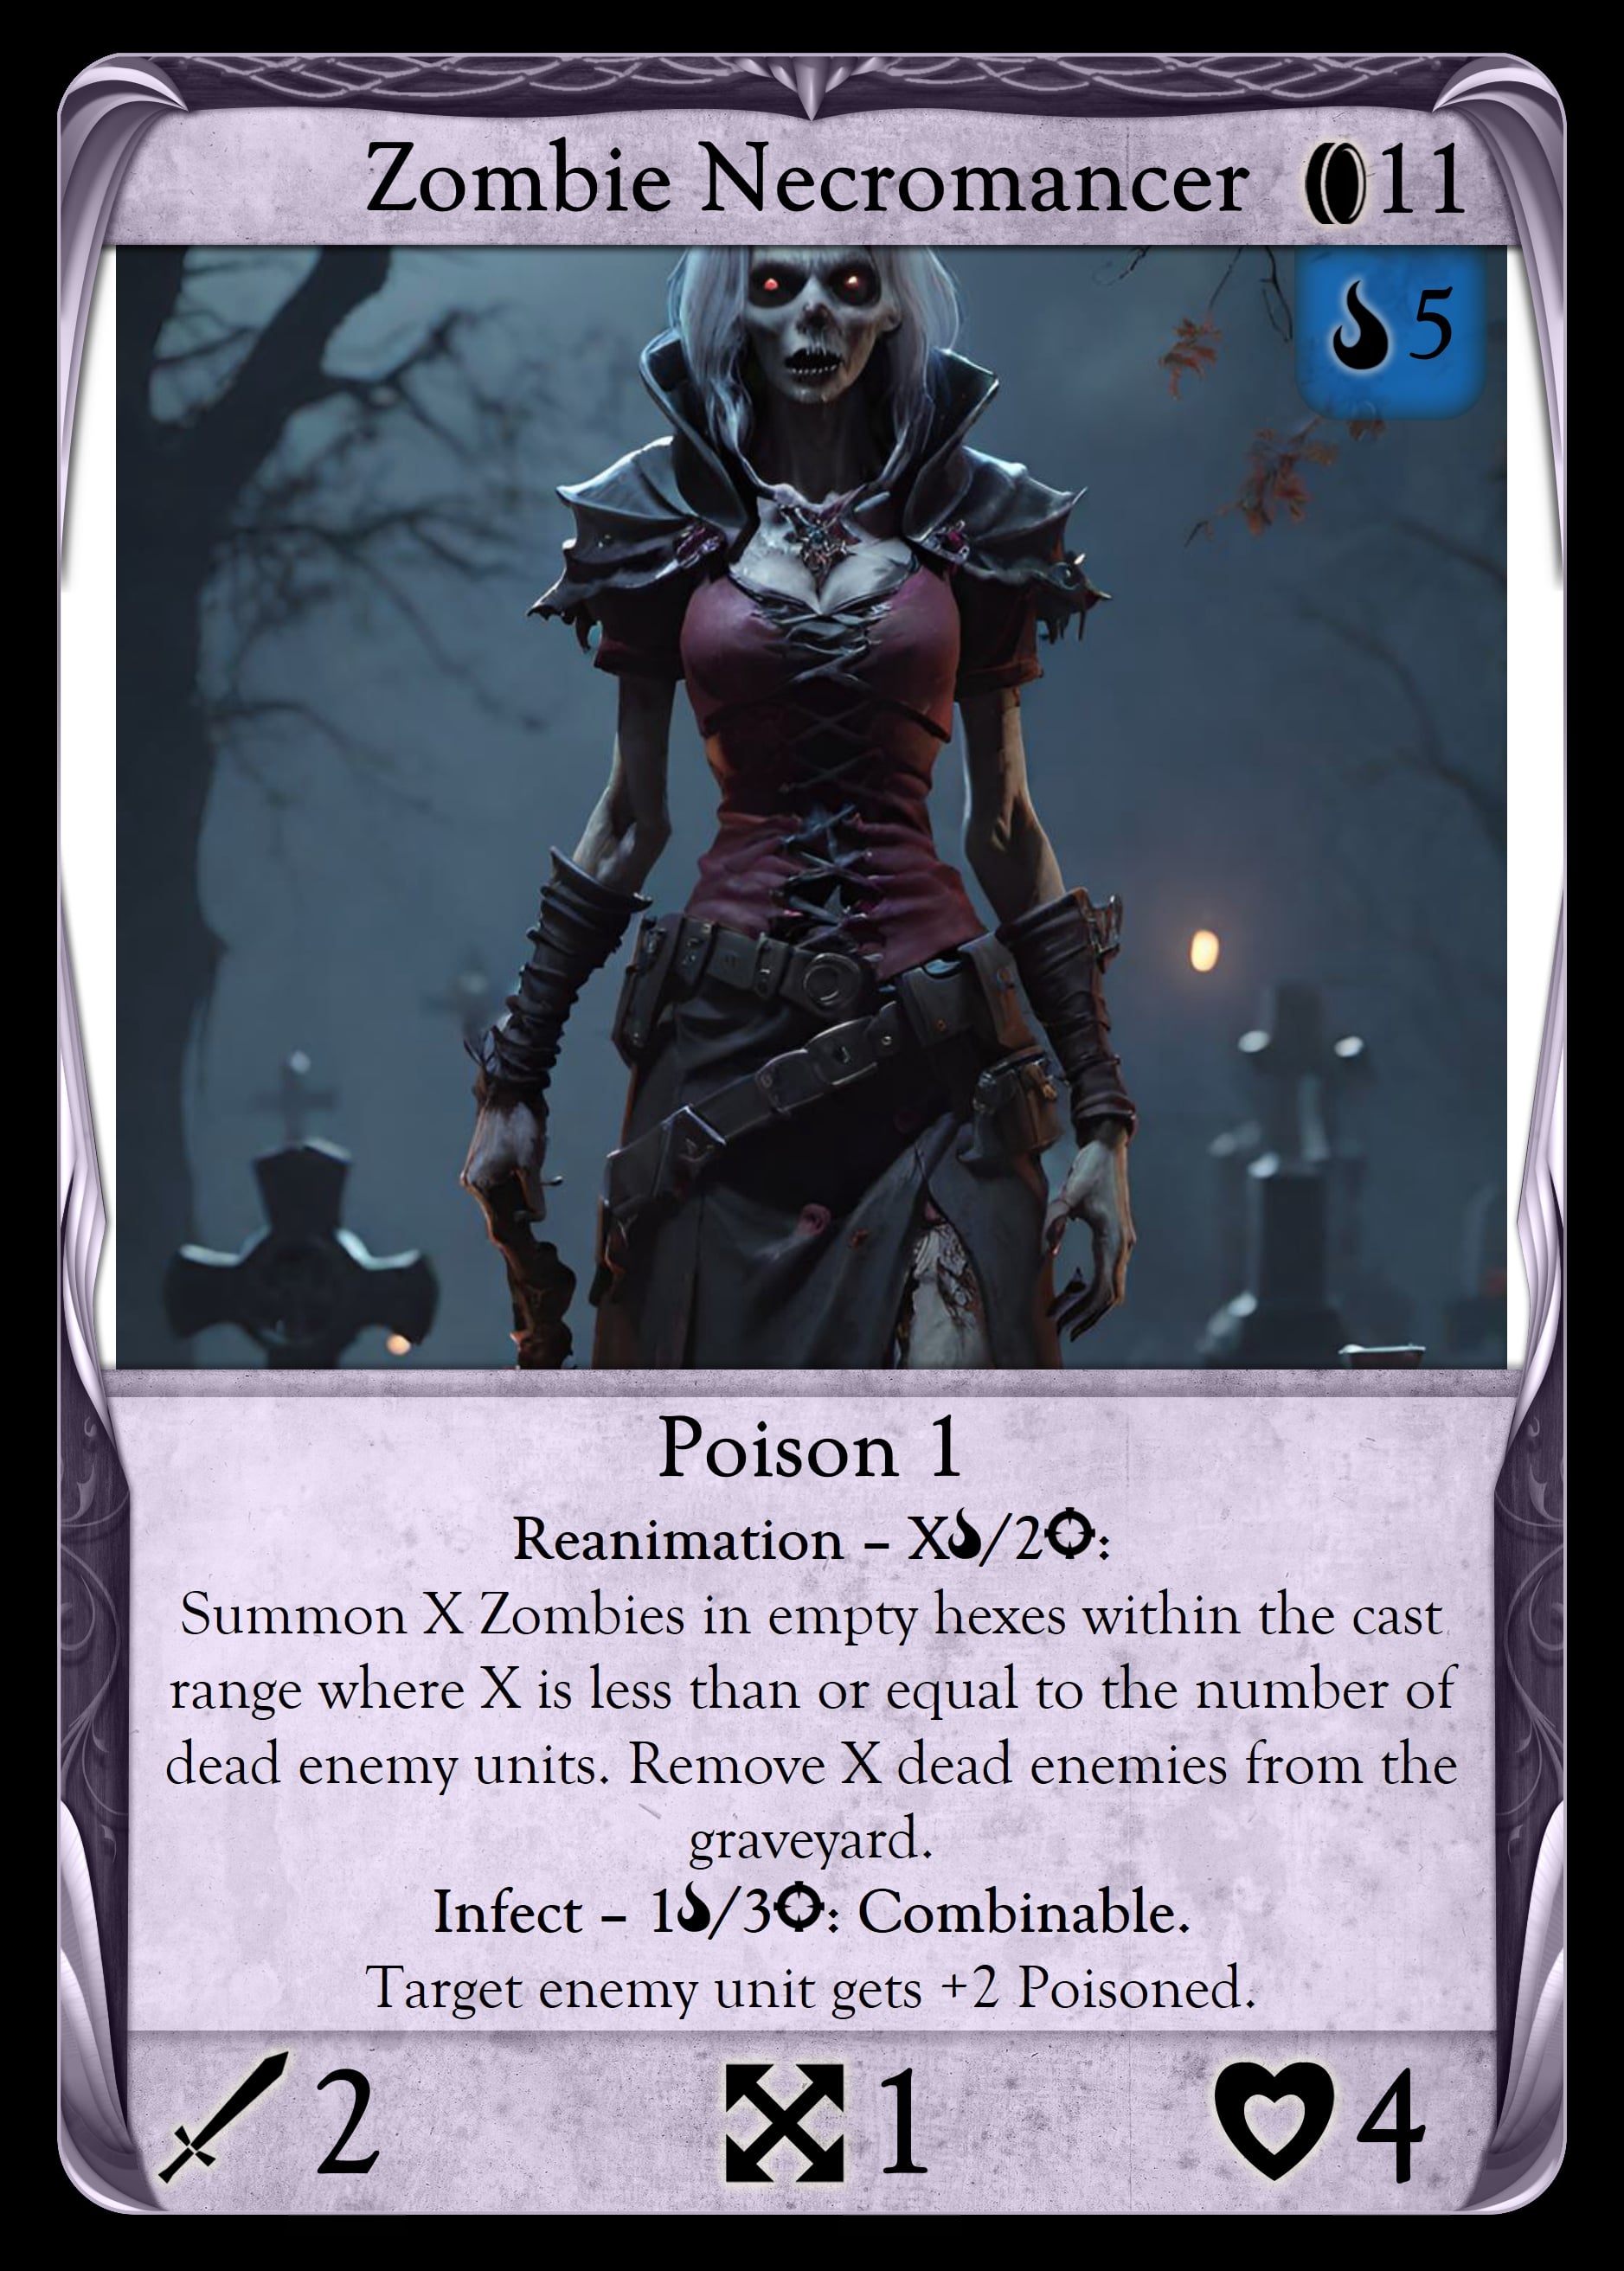 Zombie Necromancer 11
5
Poison 1
Reanimation – X/2:
Summon X Zombies in empty hexes within the cast
range where X is less than or equal to the number of
dead enemy units. Remove X dead enemies from the
graveyard.
Infect – 1/3: Combinable.
Target enemy unit gets +2 Poisoned.
2 1 4